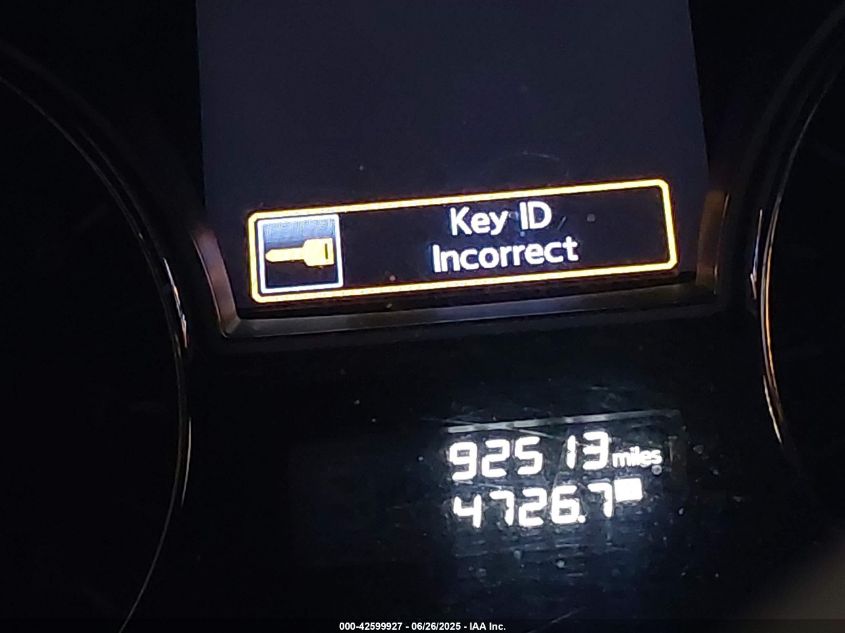 Key ID
Incorrect
92513 miles
4726.7
000-42599927 - 06/26/2025 - IAA Inc.